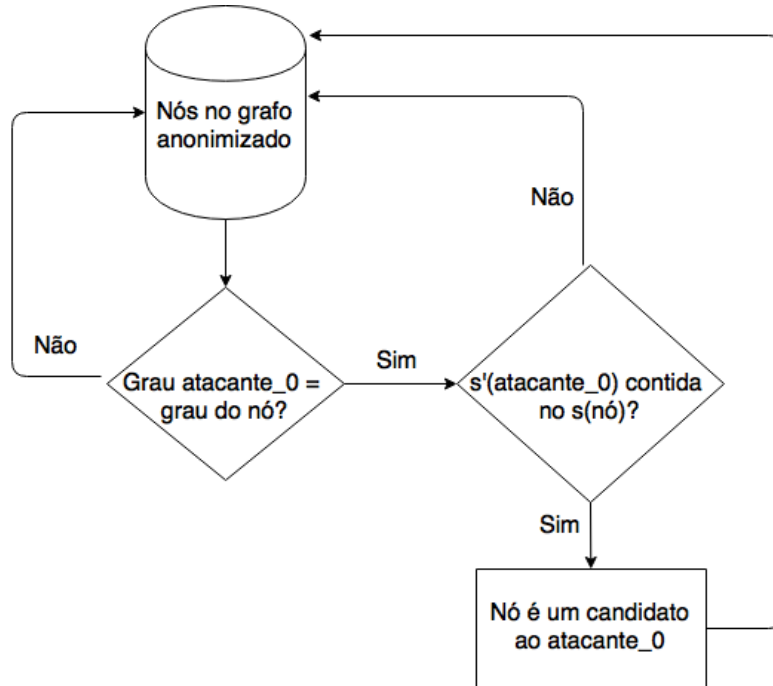 Nós no grafo
anonimizado
Não
Não
Grau atacante_0 =
grau do nó?
Sim
s'(atacante_0) contida
no s(nó)?
Sim
Nó é um candidato
ao atacante_0